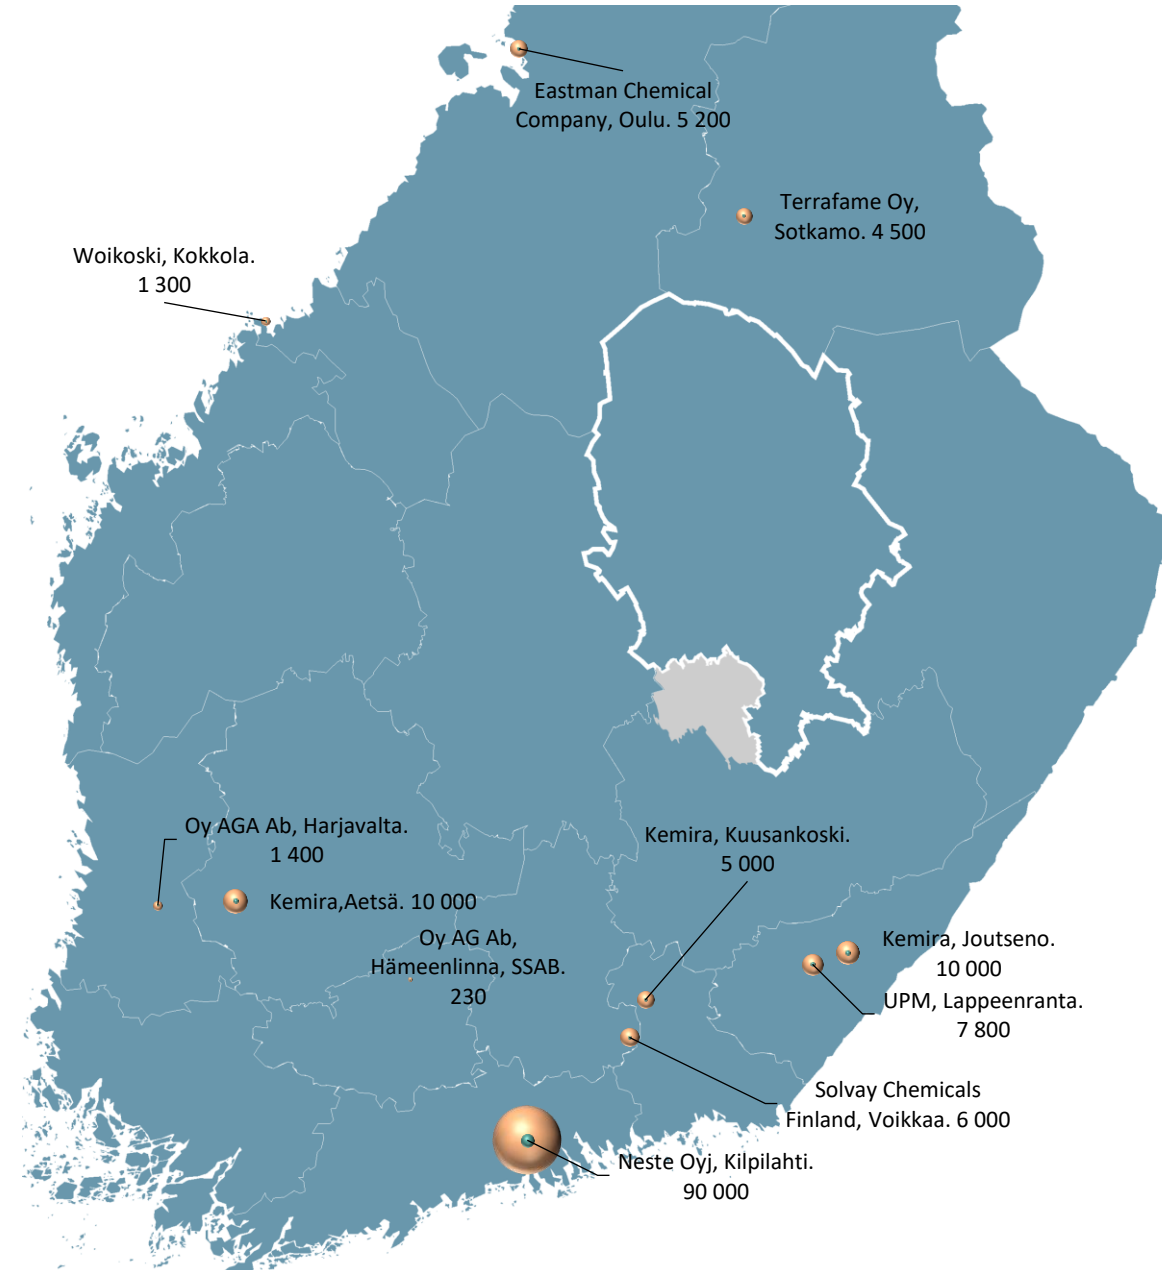 Eastman Chemical
Company, Oulu. 5 200
Terrafame Oy,
Sotkamo. 4 500
Woikoski, Kokkola.
1 300
Oy AGA Ab, Harjavalta.
1 400
Kemira, Kuusankoski.
5 000
Kemira,Aetsä. 10 000
Oy AG Ab,
Hämeenlinna, SSAB.
230
Kemira, Joutseno.
10 000
UPM, Lappeenranta.
7 800
Solvay Chemicals
Finland, Voikkaa. 6 000
Neste Oyj, Kilpilahti.
90 000